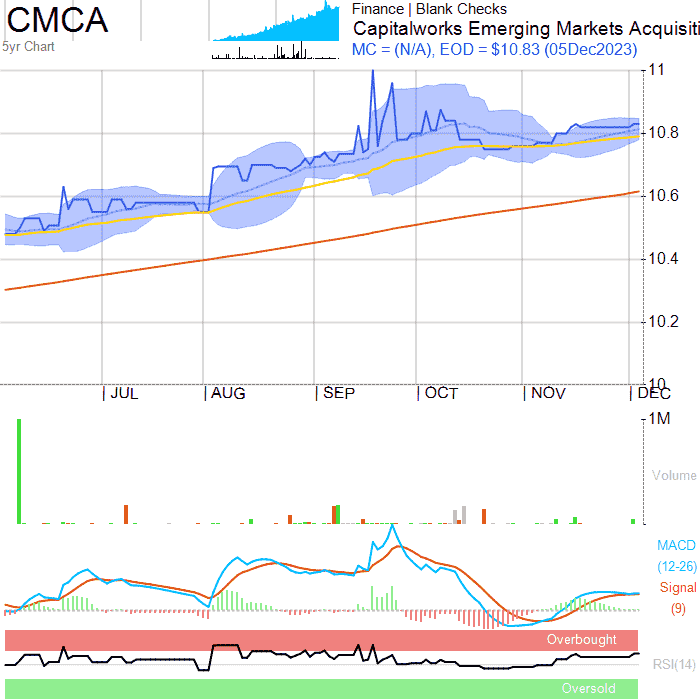 CMCA
5yr Chart
Finance | Blank Checks
Capitalworks Emerging Markets Acquisiti
MC = (N/A), EOD = $10.83 (05Dec2023)
11
10.8
10.6
10.4
10.2
10
| JUL | AUG | SEP | OCT | NOV | DEC
1M
Volume
MACD
(12-26)
Signal
(9)
Overbought
RSI(14)
Oversold